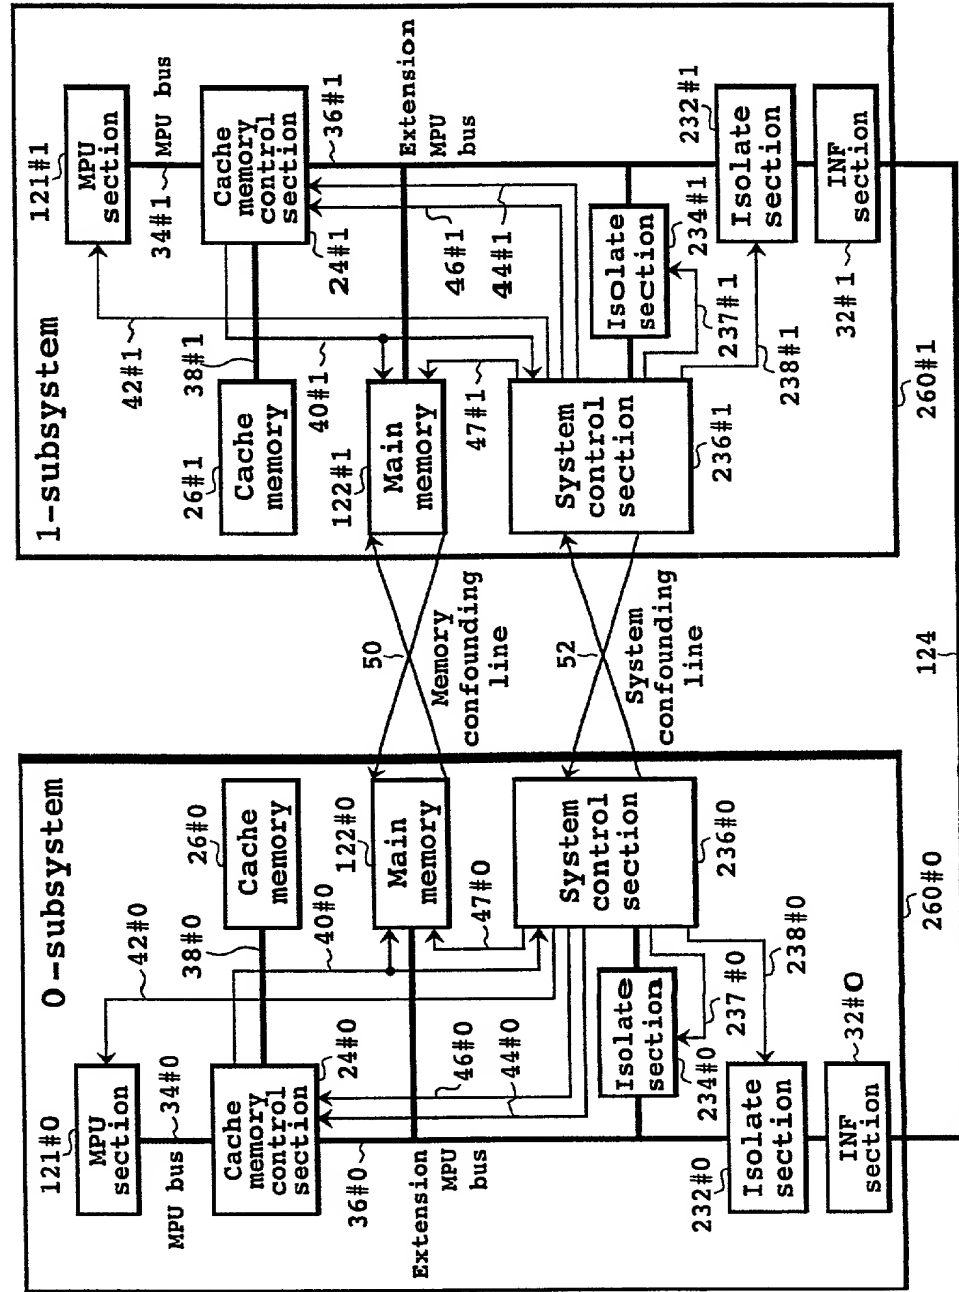 0-subsystem
121#0
MPU
section
34#0
MPU bus
42#0
26#0
Cache
memory
38#0
Cache
memory
control
section
24#0
40#0
122#0
Main
memory
36#0
Extension
MPU
bus
46#0
44#0
47#0
System
control
section
236#0
Isolate
section
234#0
237#0
238#0
232#0
Isolate
section
INF
section
32#0
260#0
50
Memory
confounding
line
52
System
confounding
line
124
1-subsystem
121#1
MPU
section
34#1
MPU bus
42#1
26#1
Cache
memory
38#1
Cache
memory
control
section
24#1
36#1
40#1
122#1
Main
memory
Extension
MPU
bus
46#1
44#1
47#1
System
control
section
236#1
Isolate
section
234#1
237#1
238#1
232#1
Isolate
section
INF
section
32#1
260#1